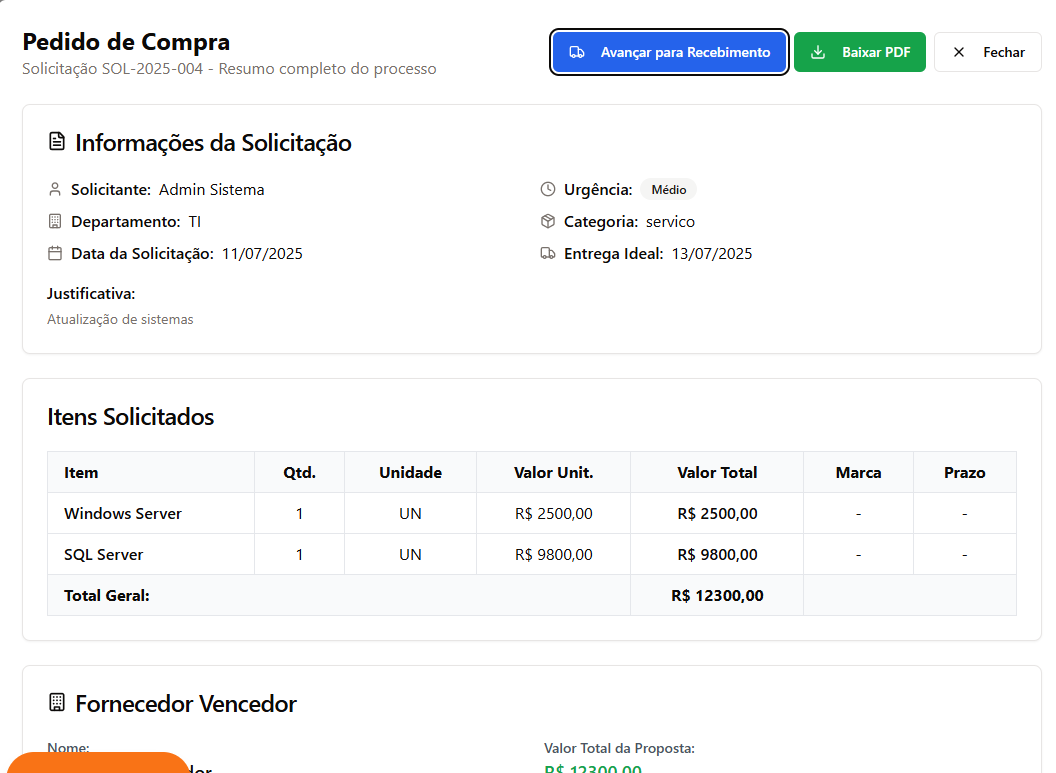 Pedido de Compra
Solicitação SOL-2025-004 - Resumo completo do processo
Avançar para Recebimento
Baixar PDF
Fechar
Informações da Solicitação
Solicitante: Admin Sistema
Urgência: Médio
Departamento: TI
Categoria: servico
Data da Solicitação: 11/07/2025
Entrega Ideal: 13/07/2025
Justificativa:
Atualização de sistemas
Itens Solicitados
Item Qtd. Unidade Valor Unit. Valor Total Marca Prazo
Windows Server 1 UN R$ 2500,00 R$ 2500,00 - -
SQL Server 1 UN R$ 9800,00 R$ 9800,00 - -
Total Geral: R$ 12300,00
Fornecedor Vencedor
Nome:
Valor Total da Proposta:
R$ 12300,00